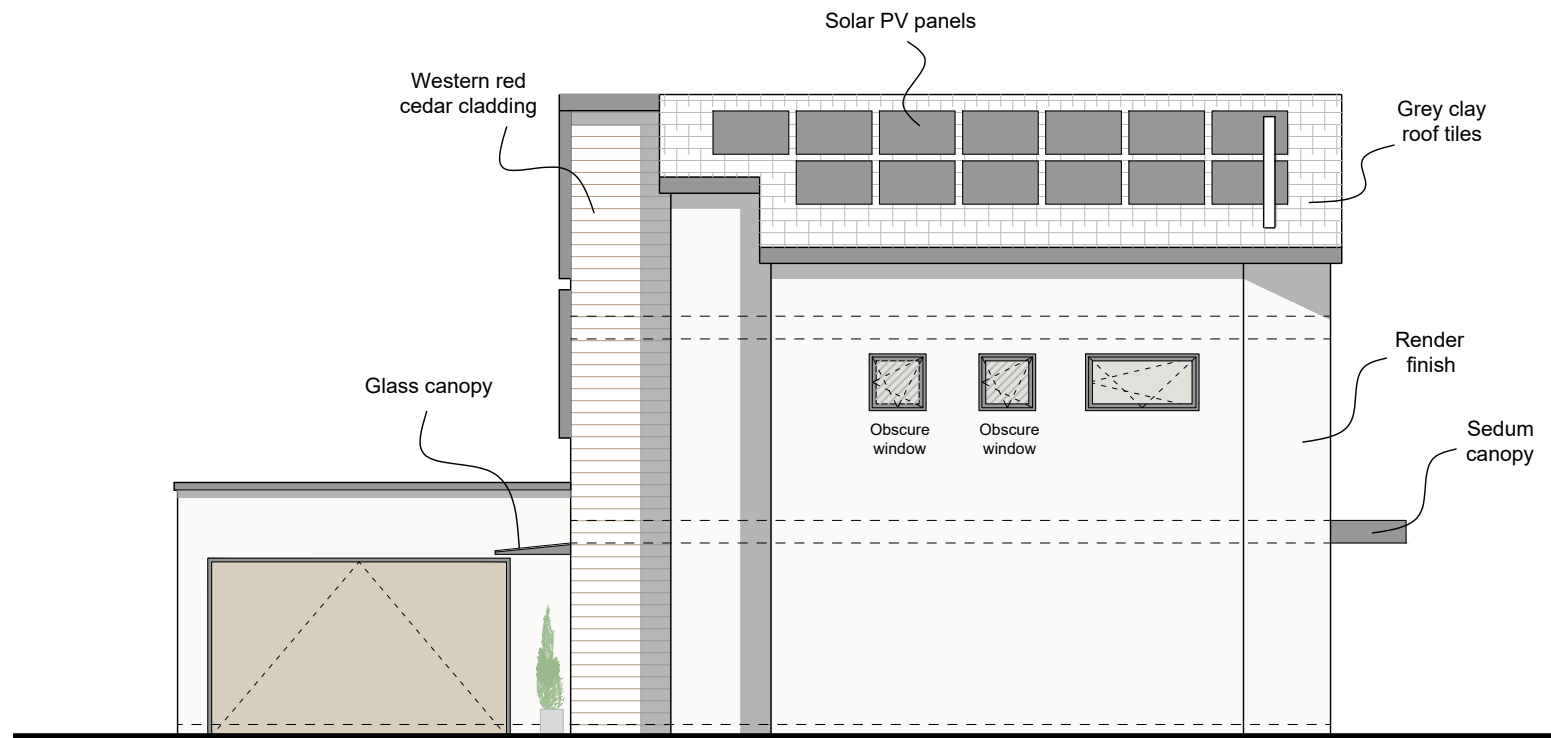 Solar PV panels
Western red
cedar cladding
Grey clay
roof tiles
Render
finish
Glass canopy
Obscure
window
Obscure
window
Sedum
canopy